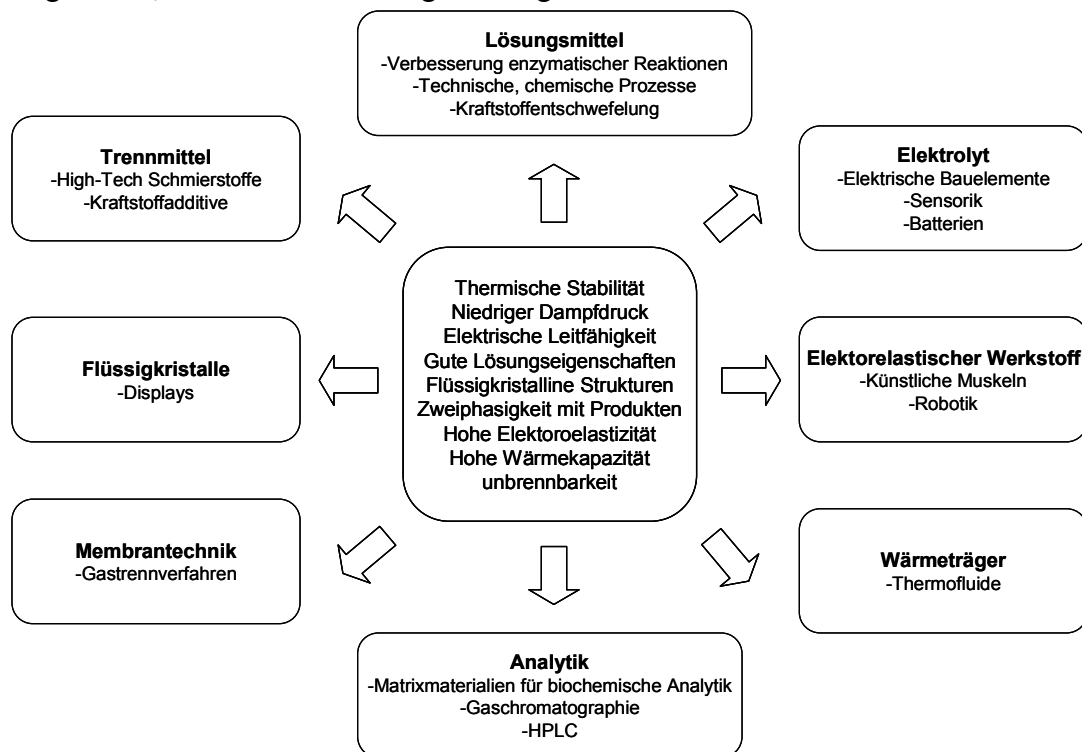 Lösungsmittel
-Verbesserung enzymatischer Reaktionen
-Technische, chemische Prozesse
-Kraftstoffentschwefelung
Trennmittel
-High-Tech Schmierstoffe
-Kraftstoffadditive
Elektrolyt
-Elektrische Bauelemente
-Sensorik
-Batterien
Thermische Stabilität
Niedriger Dampfdruck
Elektrische Leitfähigkeit
Gute Lösungseigenschaften
Flüssigkristalline Strukturen
Zweiphasigkeit mit Produkten
Hohe Elektoroelastizität
Hohe Wärmekapazität
unbrennbarkeit
Flüssigkristalle
-Displays
Elektorelastischer Werkstoff
-Künstliche Muskeln
-Robotik
Membrantechnik
-Gastrennverfahren
Wärmeträger
-Thermofluide
Analytik
-Matrixmaterialien für biochemische Analytik
-Gaschromatographie
-HPLC